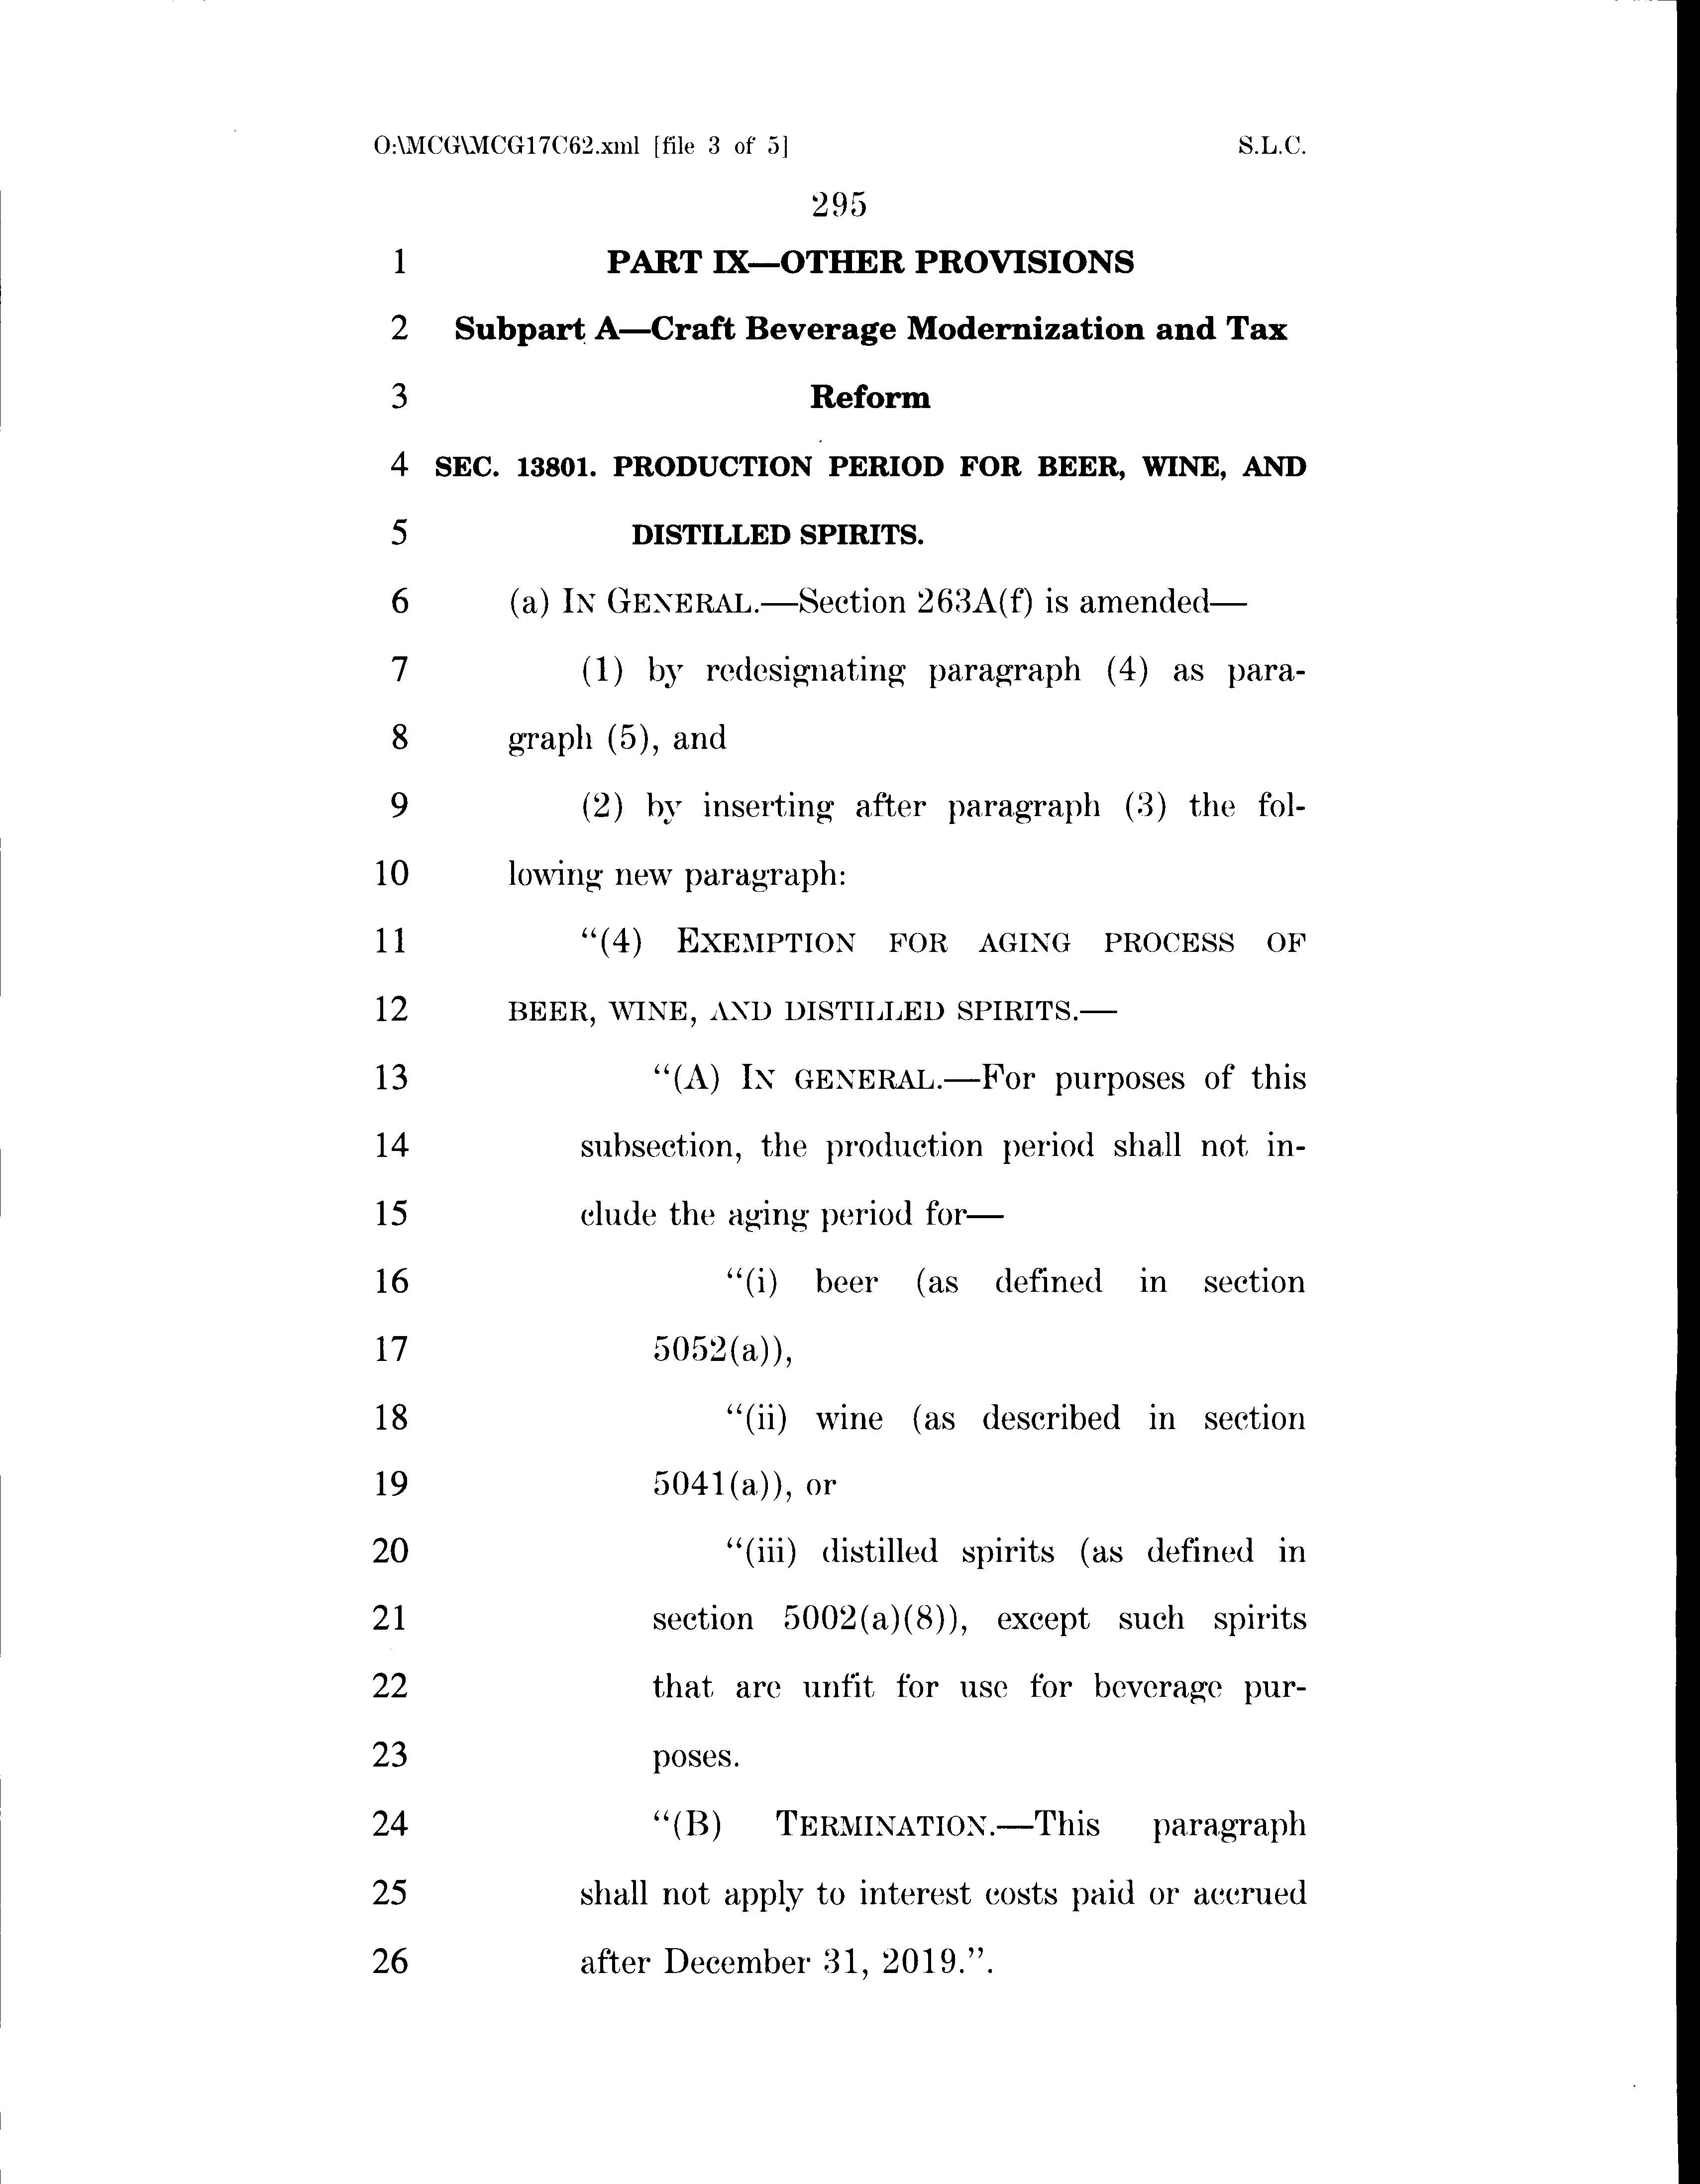 O:\MCG\MCG17C62.xml [file 3 of 5] S.L.C.
295
1 PART IX—OTHER PROVISIONS
2 Subpart A—Craft Beverage Modernization and Tax
3 Reform
4 SEC. 13801. PRODUCTION PERIOD FOR BEER, WINE, AND
5 DISTILLED SPIRITS.
6 (a) IN GENERAL.—Section 263A(f) is amended—
7 (1) by redesignating paragraph (4) as para-
8 graph (5), and
9 (2) by inserting after paragraph (3) the fol-
10 lowing new paragraph:
11 “(4) EXEMPTION FOR AGING PROCESS OF
12 BEER, WINE, AND DISTILLED SPIRITS.—
13 “(A) IN GENERAL.—For purposes of this
14 subsection, the production period shall not in-
15 clude the aging period for—
16 “(i) beer (as defined in section
17 5052(a)),
18 “(ii) wine (as described in section
19 5041(a)), or
20 “(iii) distilled spirits (as defined in
21 section 5002(a)(8)), except such spirits
22 that are unfit for use for beverage pur-
23 poses.
24 “(B) TERMINATION.—This paragraph
25 shall not apply to interest costs paid or accrued
26 after December 31, 2019.”.